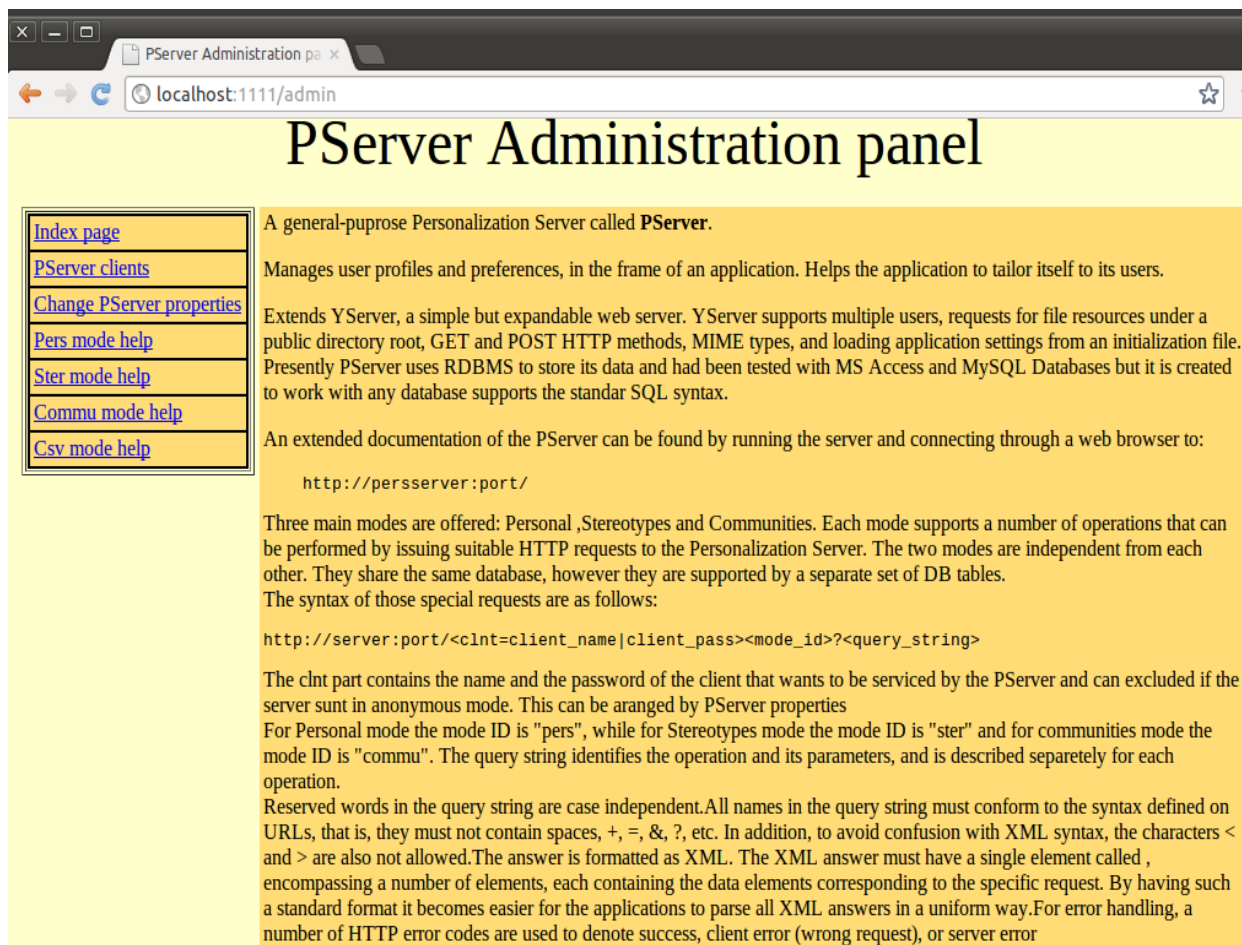 PServer Administration pa
localhost:1111/admin
PServer Administration panel
Index page
PServer clients
Change PServer properties
Pers mode help
Ster mode help
Commu mode help
Csv mode help
A general-puprose Personalization Server called PServer.
Manages user profiles and preferences, in the frame of an application. Helps the application to tailor itself to its users.
Extends YServer, a simple but expandable web server. YServer supports multiple users, requests for file resources under a
public directory root, GET and POST HTTP methods, MIME types, and loading application settings from an initialization file.
Presently PServer uses RDBMS to store its data and had been tested with MS Access and MySQL Databases but it is created
to work with any database supports the standar SQL syntax.
An extended documentation of the PServer can be found by running the server and connecting through a web browser to:
http://persserver:port/
Three main modes are offered: Personal ,Stereotypes and Communities. Each mode supports a number of operations that can
be performed by issuing suitable HTTP requests to the Personalization Server. The two modes are independent from each
other. They share the same database, however they are supported by a separate set of DB tables.
The syntax of those special requests are as follows:
http://server:port/<clnt=client_name|client_pass><mode_id>?<query_string>
The clnt part contains the name and the password of the client that wants to be serviced by the PServer and can excluded if the
server sunt in anonymous mode. This can be aranged by PServer properties
For Personal mode the mode ID is "pers", while for Stereotypes mode the mode ID is "ster" and for communities mode the
mode ID is "commu". The query string identifies the operation and its parameters, and is described separetely for each
operation.
Reserved words in the query string are case independent.All names in the query string must conform to the syntax defined on
URLs, that is, they must not contain spaces, +, =, &, ?, etc. In addition, to avoid confusion with XML syntax, the characters <
and > are also not allowed.The answer is formatted as XML. The XML answer must have a single element called ,
encompassing a number of elements, each containing the data elements corresponding to the specific request. By having such
a standard format it becomes easier for the applications to parse all XML answers in a uniform way.For error handling, a
number of HTTP error codes are used to denote success, client error (wrong request), or server error